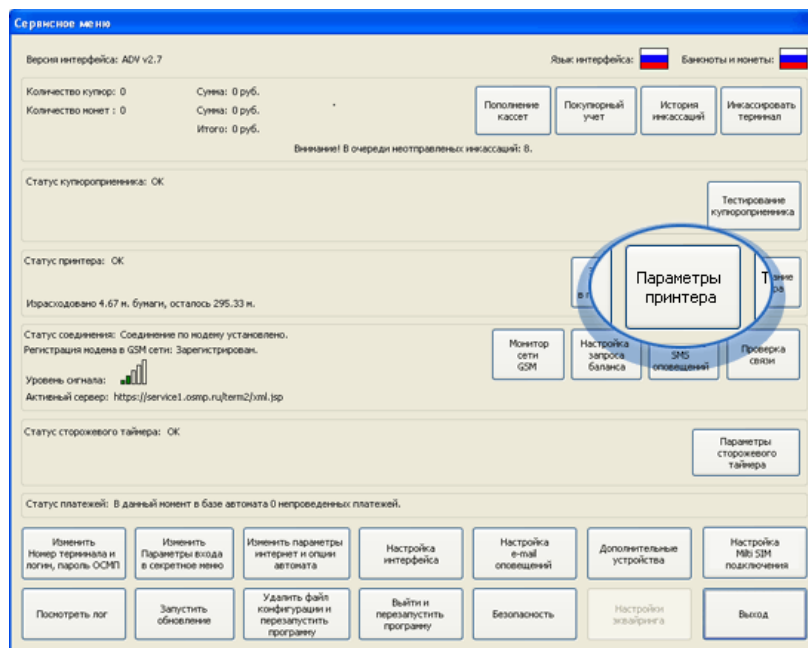 Сервисное меню
Версия интерфейса: ADV v2.7
Язык интерфейса:
Банкноты и монеты:
Количество купюр: 0
Сумма: 0 руб.
Количество монет : 0
Сумма: 0 руб.
Итого: 0 руб.
Пополнение
кассет
Покупюрный
учет
История
инкассаций
Инкассировать
терминал
Внимание! В очереди неотправленых инкассаций: 8.
Статус купюроприемника: OK
Тестирование
купюроприемника
Статус принтера: OK
Параметры
принтера
Израсходовано 4.67 м. бумаги, осталось 295.33 м.
Статус соединения: Соединение по модему установлено.
Регистрация модема в GSM сети: Зарегистрирован.
Уровень сигнала:
Активный сервер: https://service1.osmp.ru/term2/xml.jsp
Монитор
сети
GSM
Настройка
запроса
баланса
SMS
оповещений
Проверка
связи
Статус сторожевого таймера: OK
Параметры
сторожевого
таймера
Статус платежей: В данный момент в базе автомата 0 непроведенных платежей.
Изменить
Номер терминала и
логин, пароль ОСМП
Изменить
Параметры входа
в секретное меню
Изменить параметры
интернет и опции
автомата
Настройка
интерфейса
Настройка
e-mail
оповещений
Дополнительные
устройства
Настройка
Milti SIM
подключения
Посмотреть лог
Запустить
обновление
Удалить файл
конфигурации и
перезапустить
программу
Выйти и
перезапустить
программу
Безопасность
Настройки
эквайринга
Выход